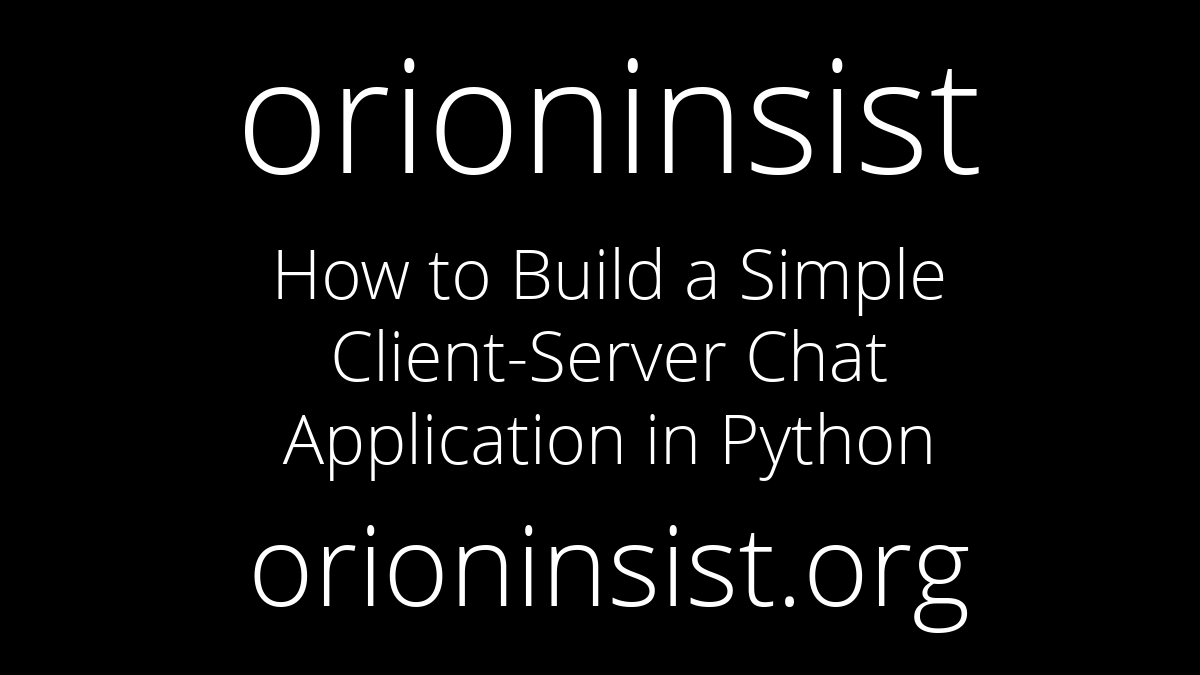 orioninsist
How to Build a Simple
Client-Server Chat
Application in Python
orioninsist.org